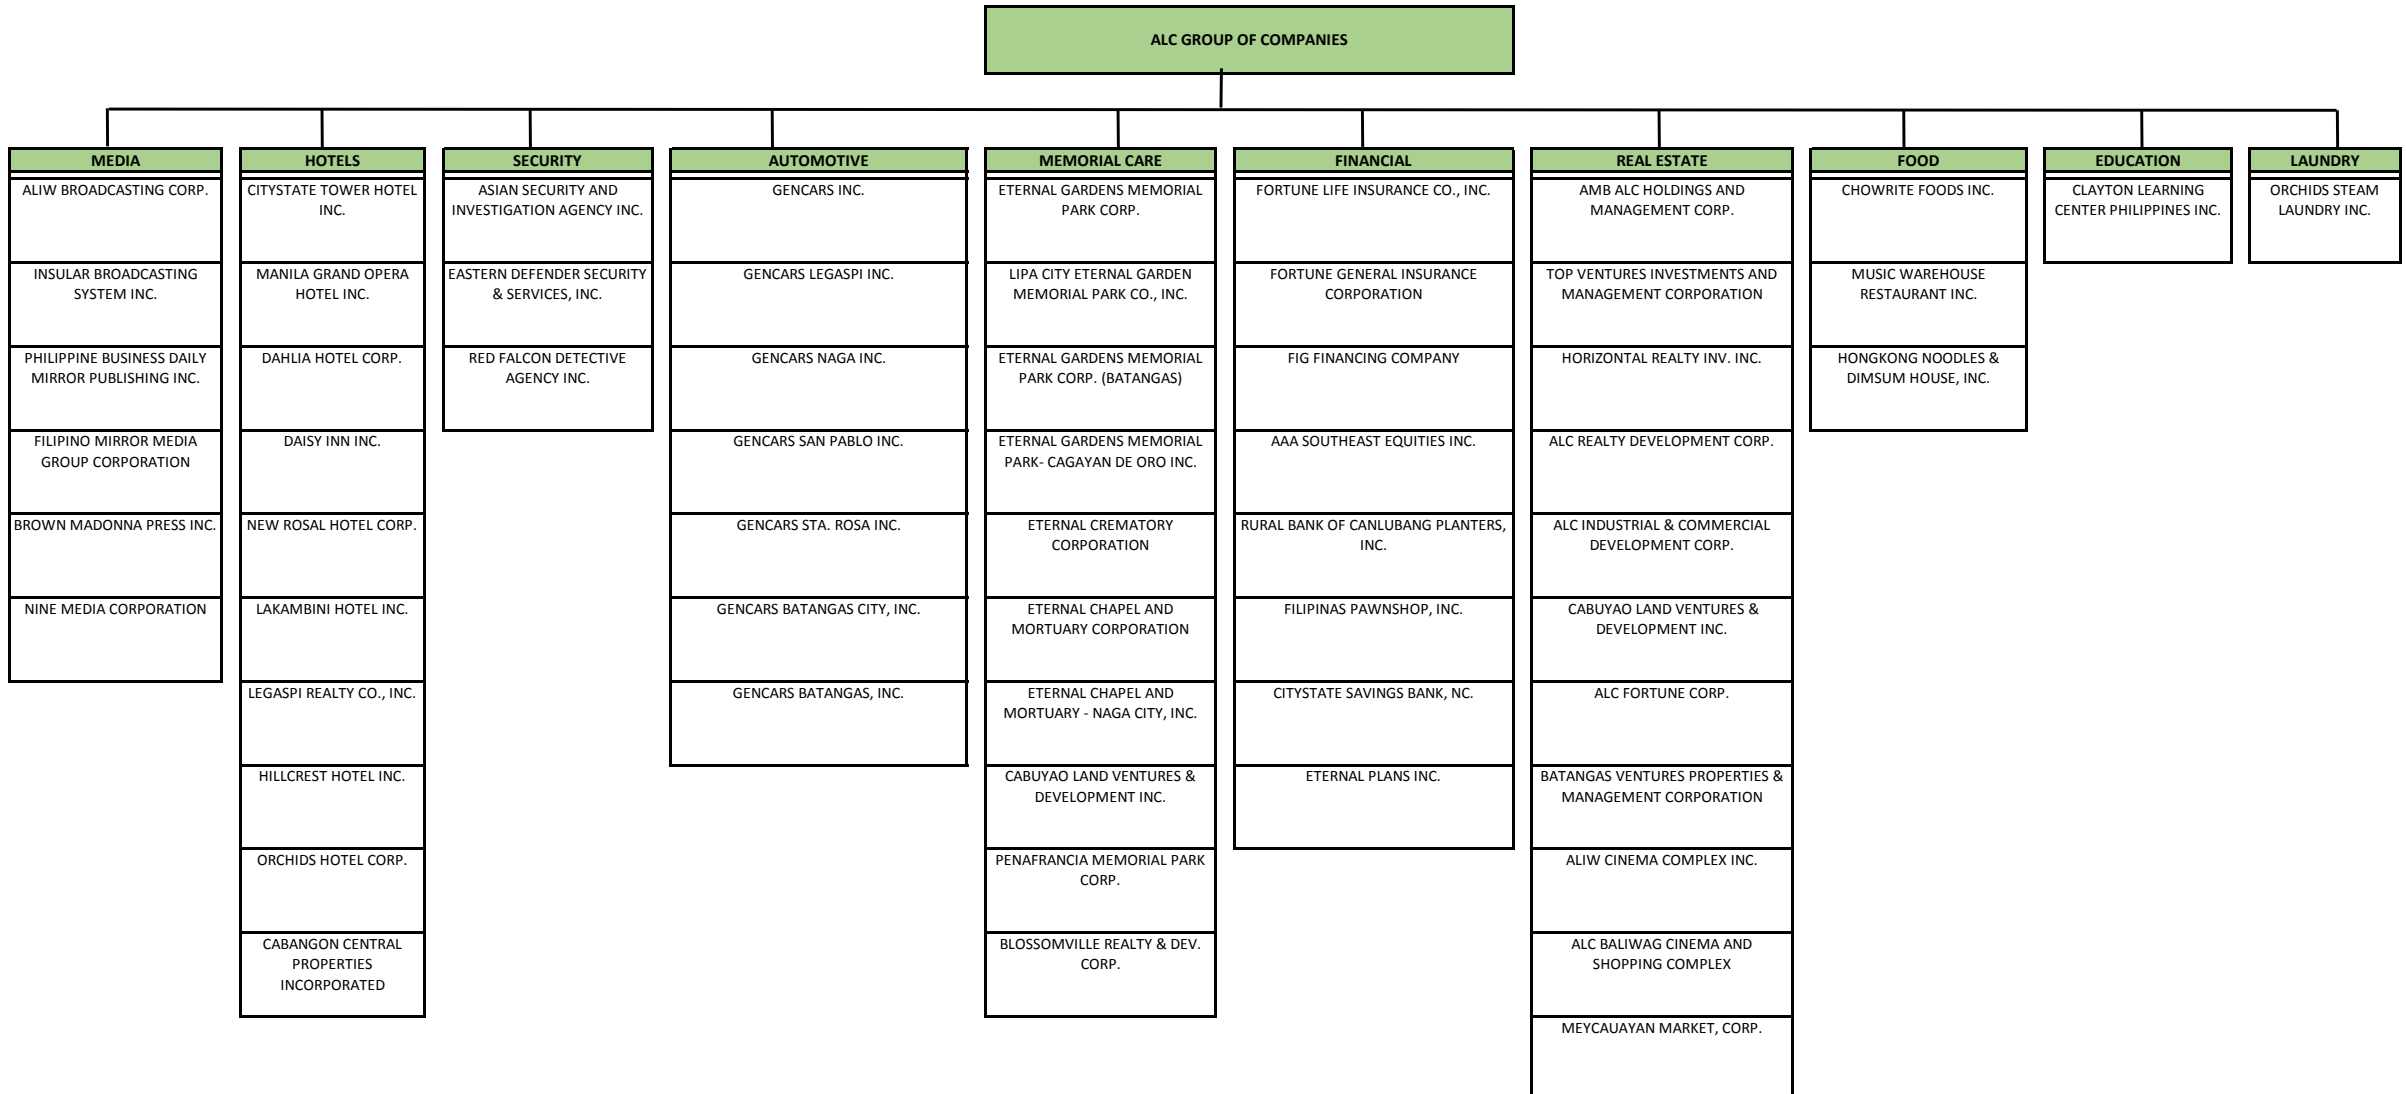 ALC GROUP OF COMPANIES
MEDIA
ALIW BROADCASTING CORP.
INSULAR BROADCASTING
SYSTEM INC.
PHILIPPINE BUSINESS DAILY
MIRROR PUBLISHING INC.
FILIPINO MIRROR MEDIA
GROUP CORPORATION
BROWN MADONNA PRESS INC.
NINE MEDIA CORPORATION
HOTELS
CITYSTATE TOWER HOTEL
INC.
MANILA GRAND OPERA
HOTEL INC.
DAHLIA HOTEL CORP.
DAISY INN INC.
NEW ROSAL HOTEL CORP.
LAKAMBINI HOTEL INC.
LEGASPI REALTY CO., INC.
HILLCREST HOTEL INC.
ORCHIDS HOTEL CORP.
CABANGON CENTRAL
PROPERTIES
INCORPORATED
SECURITY
ASIAN SECURITY AND
INVESTIGATION AGENCY INC.
EASTERN DEFENDER SECURITY
& SERVICES, INC.
RED FALCON DETECTIVE
AGENCY INC.
AUTOMOTIVE
GENCARS INC.
GENCARS LEGASPI INC.
GENCARS NAGA INC.
GENCARS SAN PABLO INC.
GENCARS STA. ROSA INC.
GENCARS BATANGAS CITY, INC.
GENCARS BATANGAS, INC.
MEMORIAL CARE
ETERNAL GARDENS MEMORIAL
PARK CORP.
LIPA CITY ETERNAL GARDEN
MEMORIAL PARK CO., INC.
ETERNAL GARDENS MEMORIAL
PARK CORP. (BATANGAS)
ETERNAL GARDENS MEMORIAL
PARK- CAGAYAN DE ORO INC.
ETERNAL CREMATORY
CORPORATION
ETERNAL CHAPEL AND
MORTUARY CORPORATION
ETERNAL CHAPEL AND
MORTUARY - NAGA CITY, INC.
CABUYAO LAND VENTURES &
DEVELOPMENT INC.
PENAFRANCIA MEMORIAL PARK
CORP.
BLOSSOMVILLE REALTY & DEV.
CORP.
FINANCIAL
FORTUNE LIFE INSURANCE CO., INC.
FORTUNE GENERAL INSURANCE
CORPORATION
FIG FINANCING COMPANY
AAA SOUTHEAST EQUITIES INC.
RURAL BANK OF CANLUBANG PLANTERS,
INC.
FILIPINAS PAWNSHOP, INC.
CITYSTATE SAVINGS BANK, NC.
ETERNAL PLANS INC.
REAL ESTATE
AMB ALC HOLDINGS AND
MANAGEMENT CORP.
TOP VENTURES INVESTMENTS AND
MANAGEMENT CORPORATION
HORIZONTAL REALTY INV. INC.
ALC REALTY DEVELOPMENT CORP.
ALC INDUSTRIAL & COMMERCIAL
DEVELOPMENT CORP.
CABUYAO LAND VENTURES &
DEVELOPMENT INC.
ALC FORTUNE CORP.
BATANGAS VENTURES PROPERTIES &
MANAGEMENT CORPORATION
ALIW CINEMA COMPLEX INC.
ALC BALIWAG CINEMA AND
SHOPPING COMPLEX
MEYCAUAYAN MARKET, CORP.
FOOD
CHOWRITE FOODS INC.
MUSIC WAREHOUSE
RESTAURANT INC.
HONGKONG NOODLES &
DIMSUM HOUSE, INC.
EDUCATION
CLAYTON LEARNING
CENTER PHILIPPINES INC.
LAUNDRY
ORCHIDS STEAM
LAUNDRY INC.